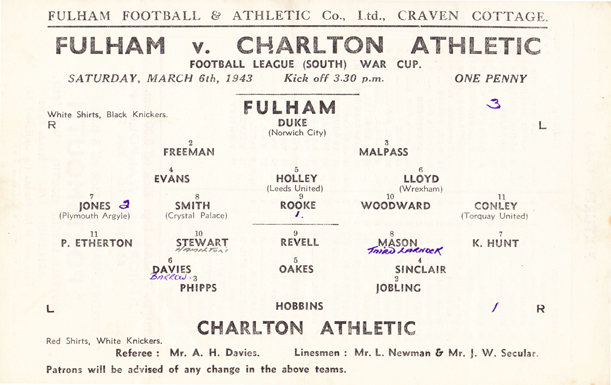 FULHAM FOOTBALL & ATHLETIC Co., Ltd., CRAVEN COTTAGE.
FULHAM v. CHARLTON ATHLETIC
FOOTBALL LEAGUE (SOUTH) WAR CUP.
SATURDAY, MARCH 6th, 1943 Kick off 3.30 p.m. ONE PENNY
FULHAM 3
White Shirts, Black Knickers.
R DUKE L
(Norwich City)
2 3
FREEMAN MALPASS
4 5 6
EVANS HOLLEY LLOYD
(Leeds United) (Wrexham)
7 8 9 10 11
JONES 2 SMITH ROOKE WOODWARD CONLEY
(Plymouth Argyle) (Crystal Palace) 1. (Torquay United)
11 10 9 8 7
P. ETHERTON STEWART REVELL MASON K. HUNT
THIRD LANARK
6 5 4
DAVIES OAKES SINCLAIR
BARROW.
3 2
PHIPPS JOBLING
L HOBBINS 1 R
CHARLTON ATHLETIC
Red Shirts, White Knickers.
Referee : Mr. A. H. Davies. Linesmen : Mr. L. Newman & Mr. J. W. Secular.
Patrons will be advised of any change in the above teams.